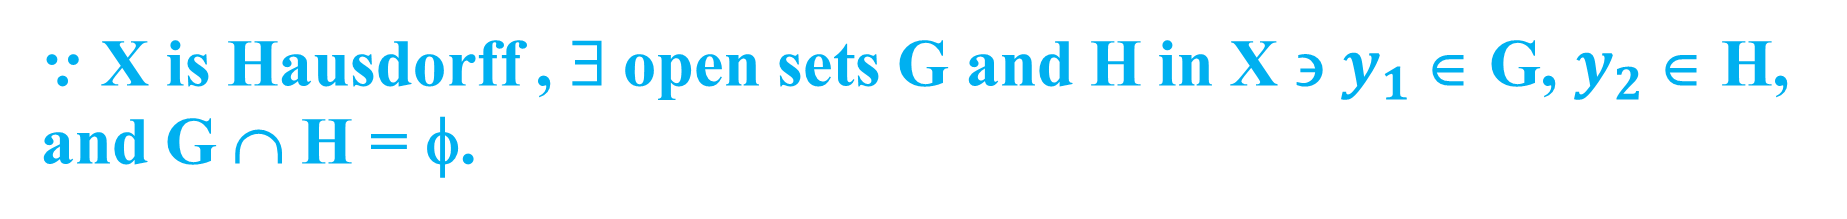 ∵ X is Hausdorff , ∃ open sets G and H in X ∍ y₁ ∈ G, y₂ ∈ H,
and G ∩ H = ϕ.